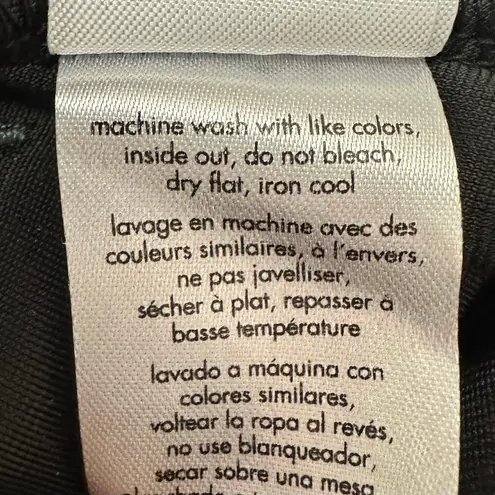 machine wash with like colors,
inside out, do not bleach,
dry flat, iron cool
lavage en machine avec des
couleurs similaires, à l'envers,
ne pas javelliser,
sécher à plat, repasser à
basse température
lavado a máquina con
colores similares,
voltear la ropa al revés,
no use blanqueador,
secar sobre una mesa